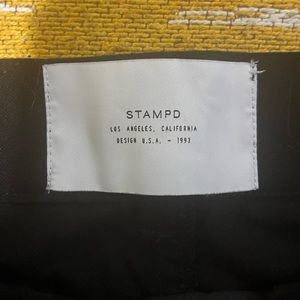 STAMPD
LOS ANGELES, CALIFORNIA
DESIGN U.S.A. – 1992